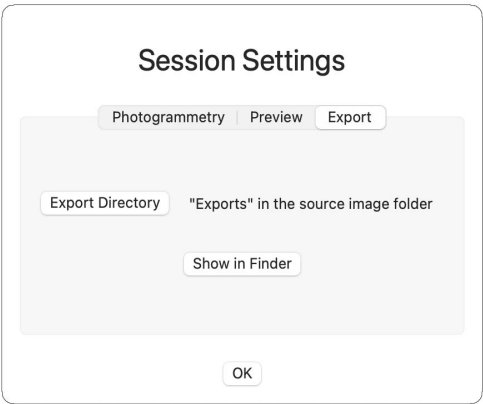 Session Settings
Photogrammetry Preview Export
Export Directory "Exports" in the source image folder
Show in Finder
OK